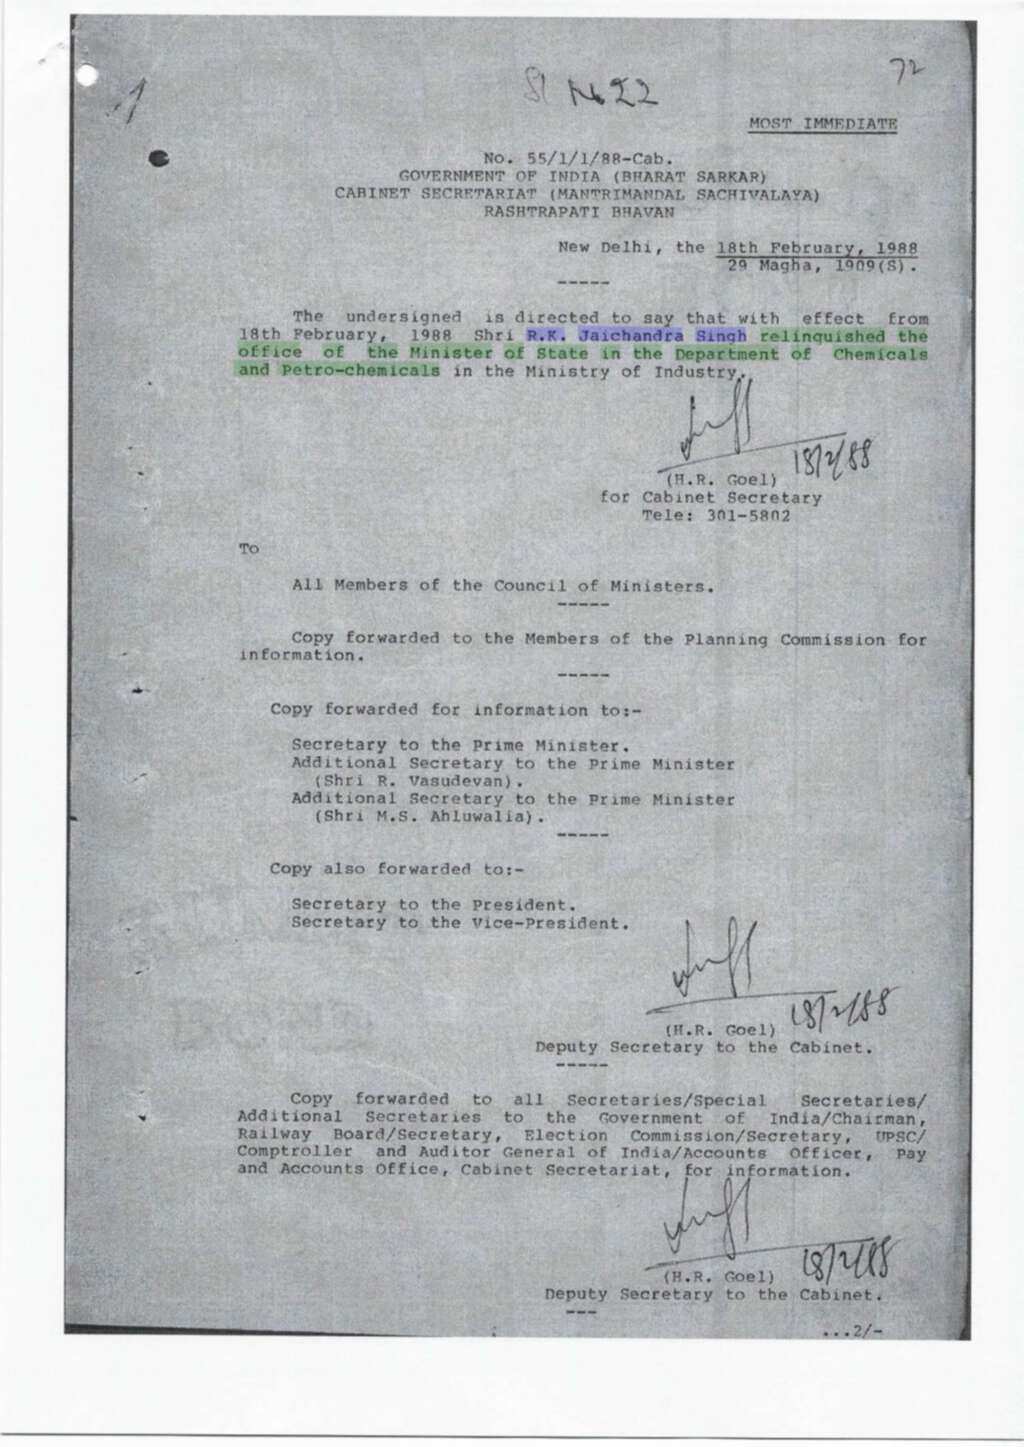 72
Sl No 22
MOST IMMEDIATE
No. 55/1/1/88-Cab.
GOVERNMENT OF INDIA (BHARAT SARKAR)
CABINET SECRETARIAT (MANTRIMANDAL SACHIVALAYA)
RASHTRAPATI BHAVAN
New Delhi, the 18th February, 1988
29 Magha, 1909(S).
-----
The undersigned is directed to say that with effect from
18th February, 1988 Shri R.K. Jaichandra Singh relinquished the
office of the Minister of State in the Department of Chemicals
and Petro-chemicals in the Ministry of Industry.
18/2/88
(H.R. Goel)
for Cabinet Secretary
Tele: 301-5802
To
All Members of the Council of Ministers.
-----
Copy forwarded to the Members of the Planning Commission for
information.
-----
Copy forwarded for information to:-
Secretary to the Prime Minister.
Additional Secretary to the Prime Minister
(Shri R. Vasudevan).
Additional Secretary to the Prime Minister
(Shri M.S. Ahluwalia).
-----
Copy also forwarded to:-
Secretary to the President.
Secretary to the Vice-President.
18/2/88
(H.R. Goel)
Deputy Secretary to the Cabinet.
-----
Copy forwarded to all Secretaries/Special Secretaries/
Additional Secretaries to the Government of India/Chairman,
Railway Board/Secretary, Election Commission/Secretary, UPSC/
Comptroller and Auditor General of India/Accounts Officer, Pay
and Accounts Office, Cabinet Secretariat, for information.
18/2/88
(H.R. Goel)
Deputy Secretary to the Cabinet.
---
...2/-